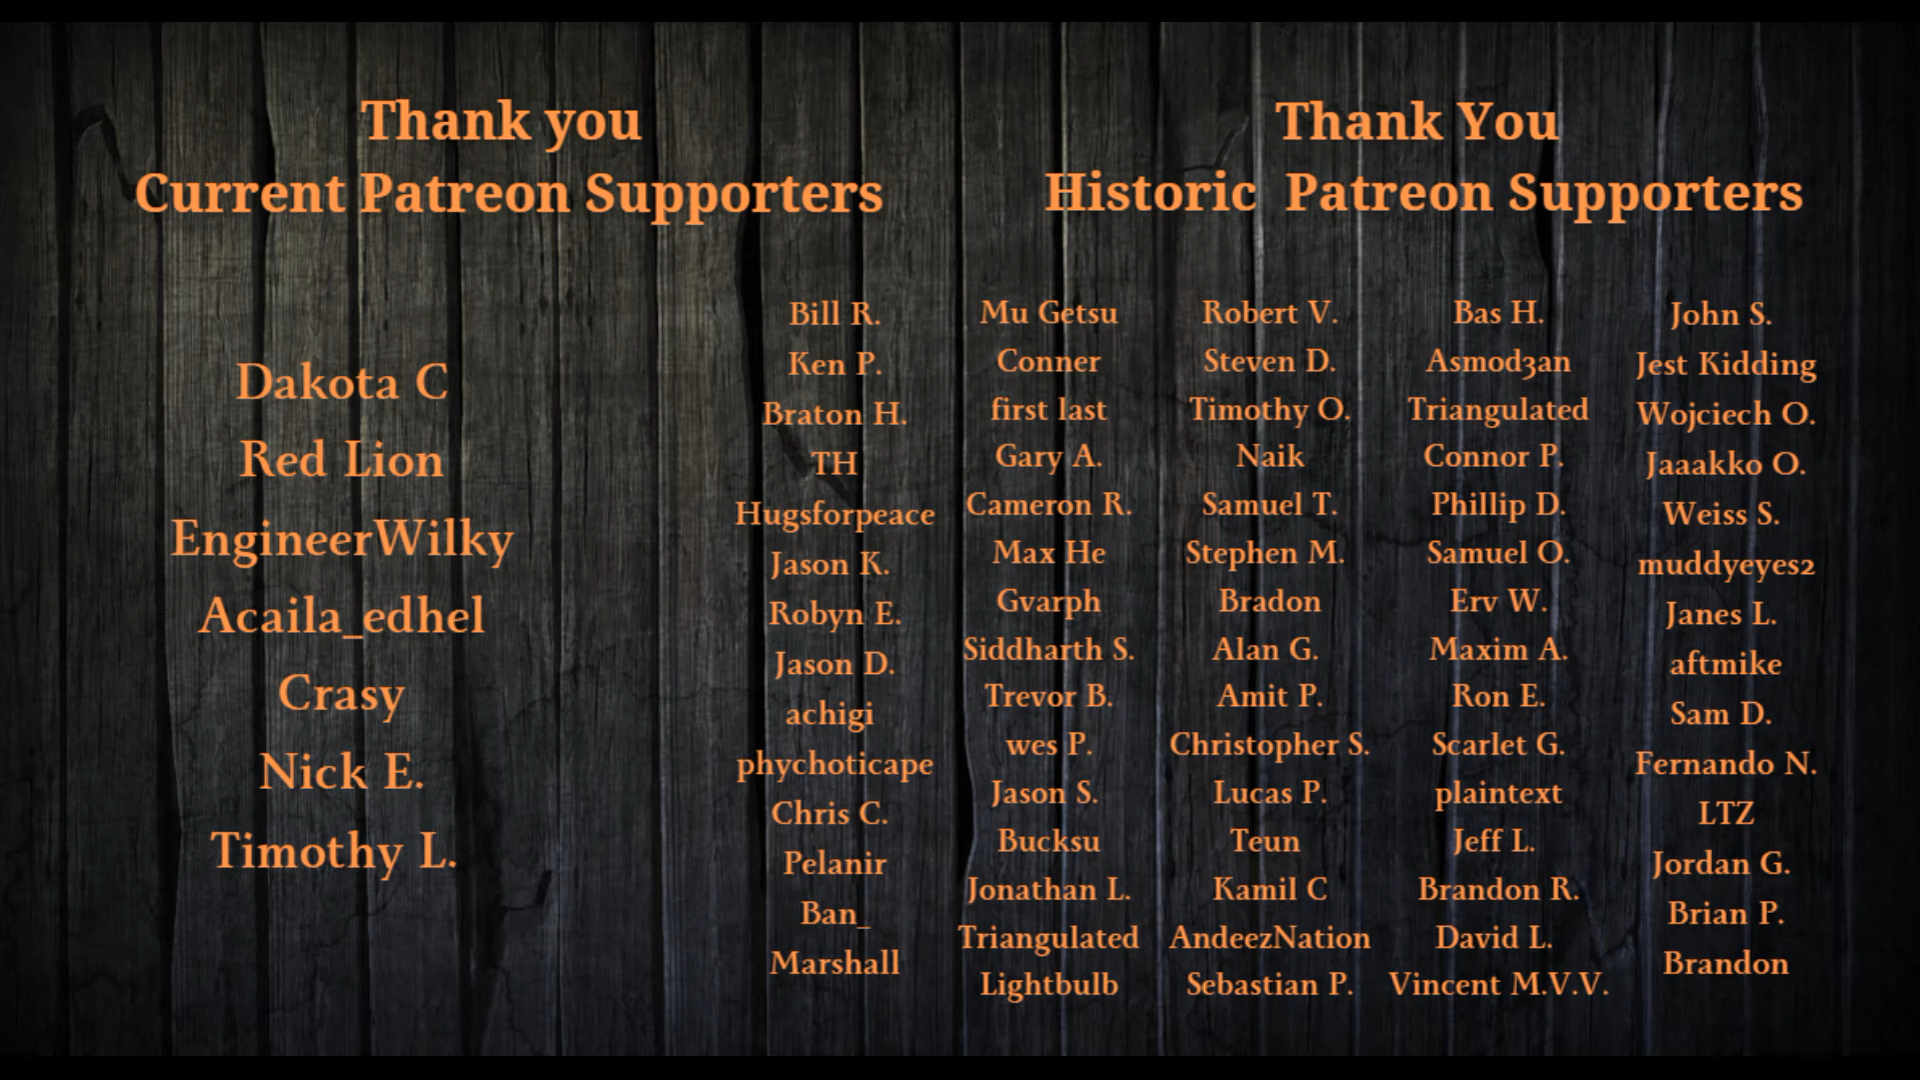 Thank you
Current Patreon Supporters
Dakota C
Red Lion
EngineerWilky
Acaila_edhel
Crasy
Nick E.
Timothy L.
Thank You
Historic Patreon Supporters
Bill R.
Ken P.
Braton H.
TH
Hugsforpeace
Jason K.
Robyn E.
Jason D.
achigi
phychoticape
Chris C.
Pelanir
Ban_
Marshall
Mu Getsu
Conner
first last
Gary A.
Cameron R.
Max He
Gvarph
Siddharth S.
Trevor B.
wes P.
Jason S.
Bucksu
Jonathan L.
Triangulated
Lightbulb
Robert V.
Steven D.
Timothy O.
Naik
Samuel T.
Stephen M.
Bradon
Alan G.
Amit P.
Christopher S.
Lucas P.
Teun
Kamil C
AndeezNation
Sebastian P.
Bas H.
Asmod3an
Triangulated
Connor P.
Phillip D.
Samuel O.
Erv W.
Maxim A.
Ron E.
Scarlet G.
plaintext
Jeff L.
Brandon R.
David L.
Vincent M.V.V.
John S.
Jest Kidding
Wojciech O.
Jaaakko O.
Weiss S.
muddyeyes2
Janes L.
aftmike
Sam D.
Fernando N.
LTZ
Jordan G.
Brian P.
Brandon